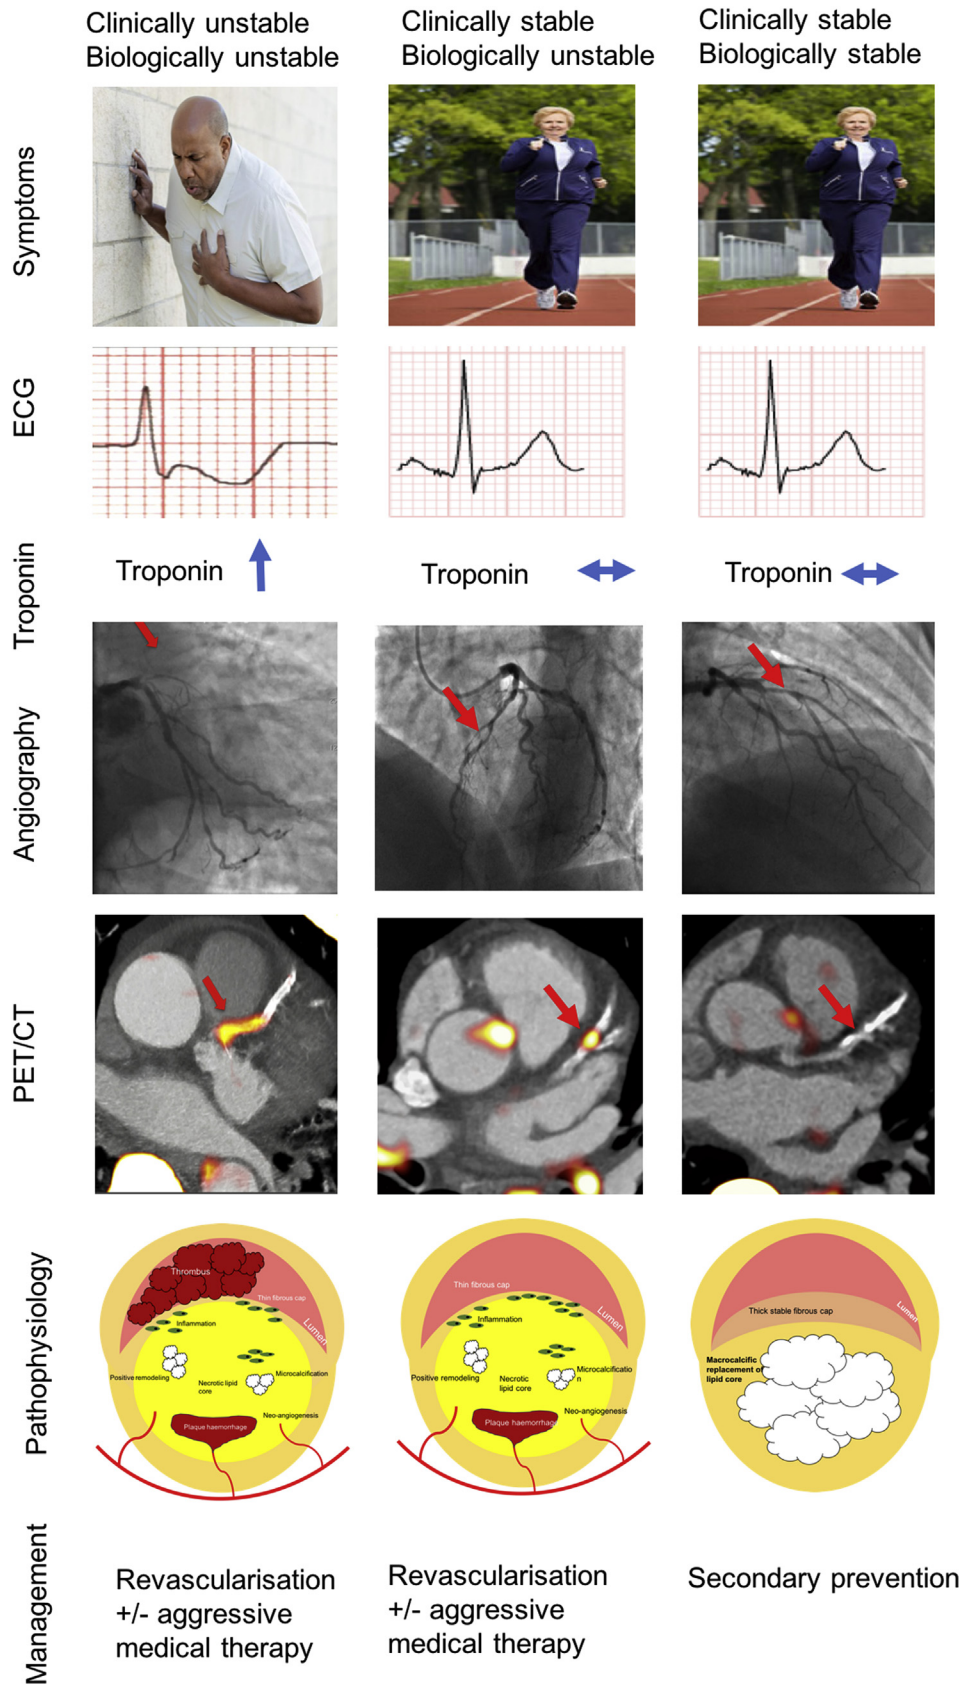 Clinically unstable
Biologically unstable
Clinically stable
Biologically unstable
Clinically stable
Biologically stable
Symptoms
ECG
Troponin
Troponin
Troponin
Troponin
Angiography
PET/CT
Pathophysiology
Thrombus
Thin fibrous cap
Lumen
Inflammation
Positive remodeling
Necrotic lipid
core
Microcalcification
Neo-angiogenesis
Plaque haemorrhage
Thin fibrous cap
Lumen
Inflammation
Positive remodeling
Necrotic
lipid core
Microcalcificatio
n
Neo-angiogenesis
Plaque haemorrhage
Thick stable fibrous cap
Lumen
Macrocalcific
replacement of
lipid core
Management
Revascularisation
+/- aggressive
medical therapy
Revascularisation
+/- aggressive
medical therapy
Secondary prevention